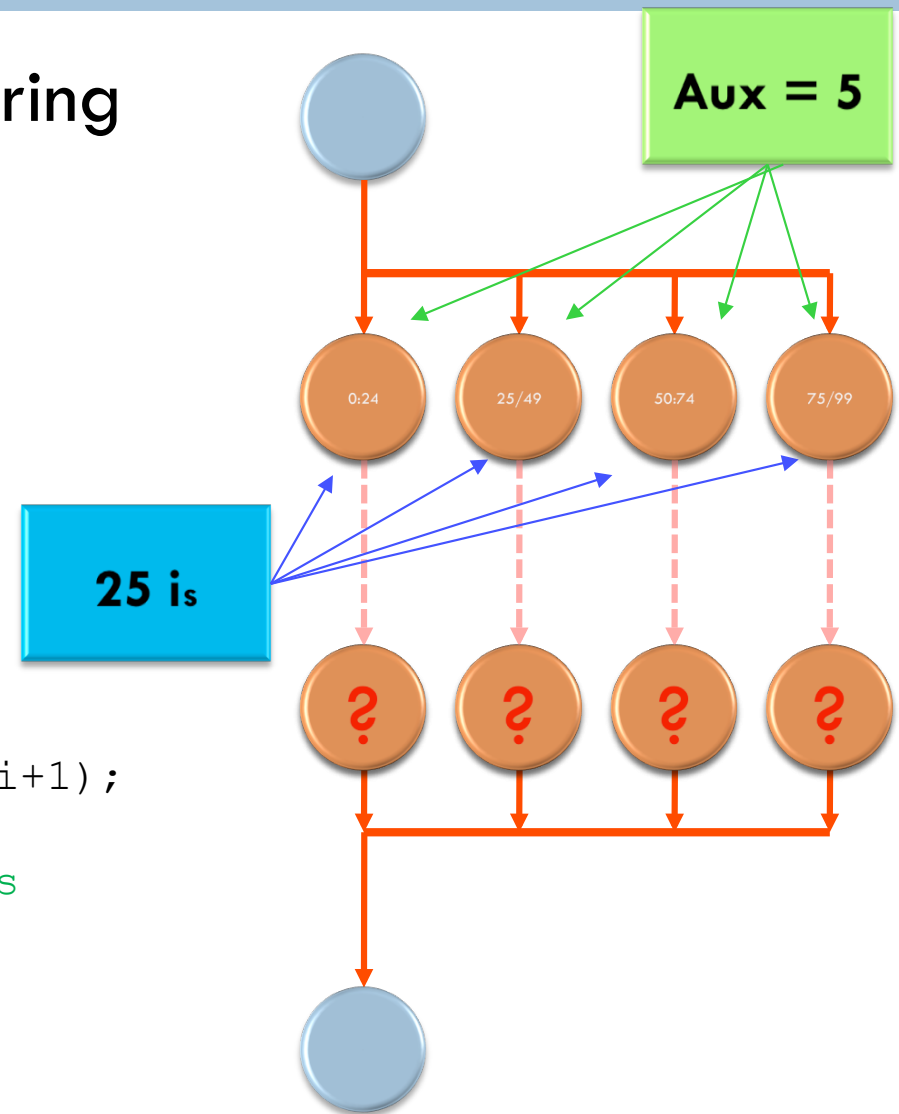 ring
Aux = 5
0:24
25/49
50:74
75/99
25 is
?
?
?
?
i+1);
s